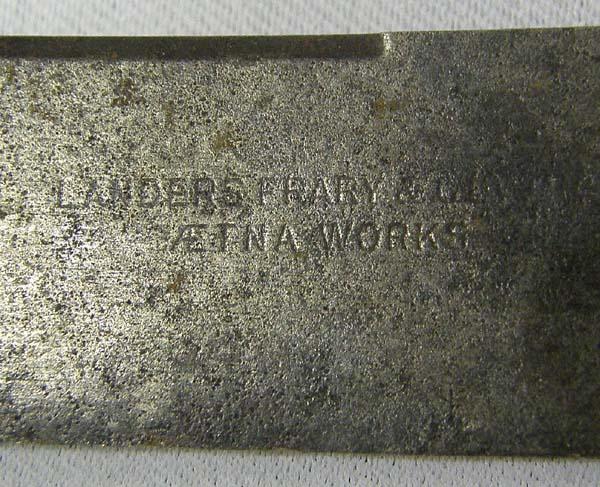 LANDERS, FRARY &
ÆTNA WORKS